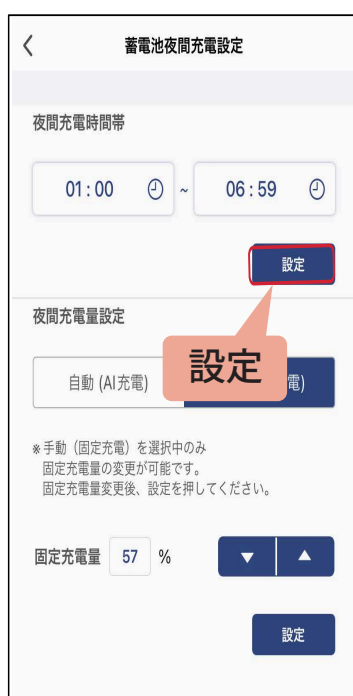 蓄電池夜間充電設定
夜間充電時間帯
01:00 ~ 06:59
設定
夜間充電量設定
設定
自動 (AI充電) 電)
※手動（固定充電）を選択中のみ
固定充電量の変更が可能です。
固定充電量変更後、設定を押してください。
固定充電量 57 % ▼ ▲
設定